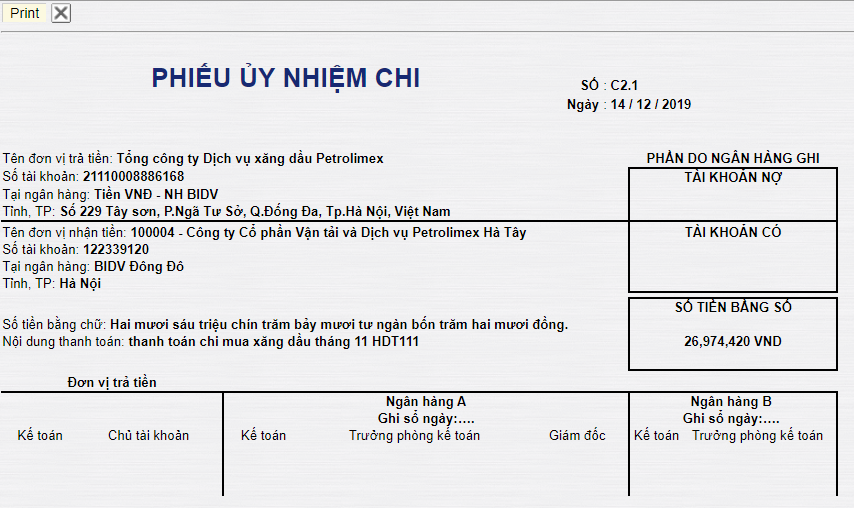 Print
PHIẾU ỦY NHIỆM CHI
SỐ : C2.1
Ngày : 14 / 12 / 2019
Tên đơn vị trả tiền: Tổng công ty Dịch vụ xăng dầu Petrolimex
PHẦN DO NGÂN HÀNG GHI
Số tài khoản: 21110008886168
TÀI KHOẢN NỢ
Tại ngân hàng: Tiền VNĐ - NH BIDV
Tỉnh, TP: Số 229 Tây sơn, P.Ngã Tư Sở, Q.Đống Đa, Tp.Hà Nội, Việt Nam
Tên đơn vị nhận tiền: 100004 - Công ty Cổ phần Vận tải và Dịch vụ Petrolimex Hà Tây
TÀI KHOẢN CÓ
Số tài khoản: 122339120
Tại ngân hàng: BIDV Đông Đô
Tỉnh, TP: Hà Nội
SỐ TIỀN BẰNG SỐ
Số tiền bằng chữ: Hai mươi sáu triệu chín trăm bảy mươi tư ngàn bốn trăm hai mươi đồng.
Nội dung thanh toán: thanh toán chi mua xăng dầu tháng 11 HDT111
26,974,420 VND
Đơn vị trả tiền
Ngân hàng A
Ngân hàng B
Ghi sổ ngày:....
Ghi sổ ngày:....
Kế toán Chủ tài khoản Kế toán Trưởng phòng kế toán Giám đốc Kế toán Trưởng phòng kế toán